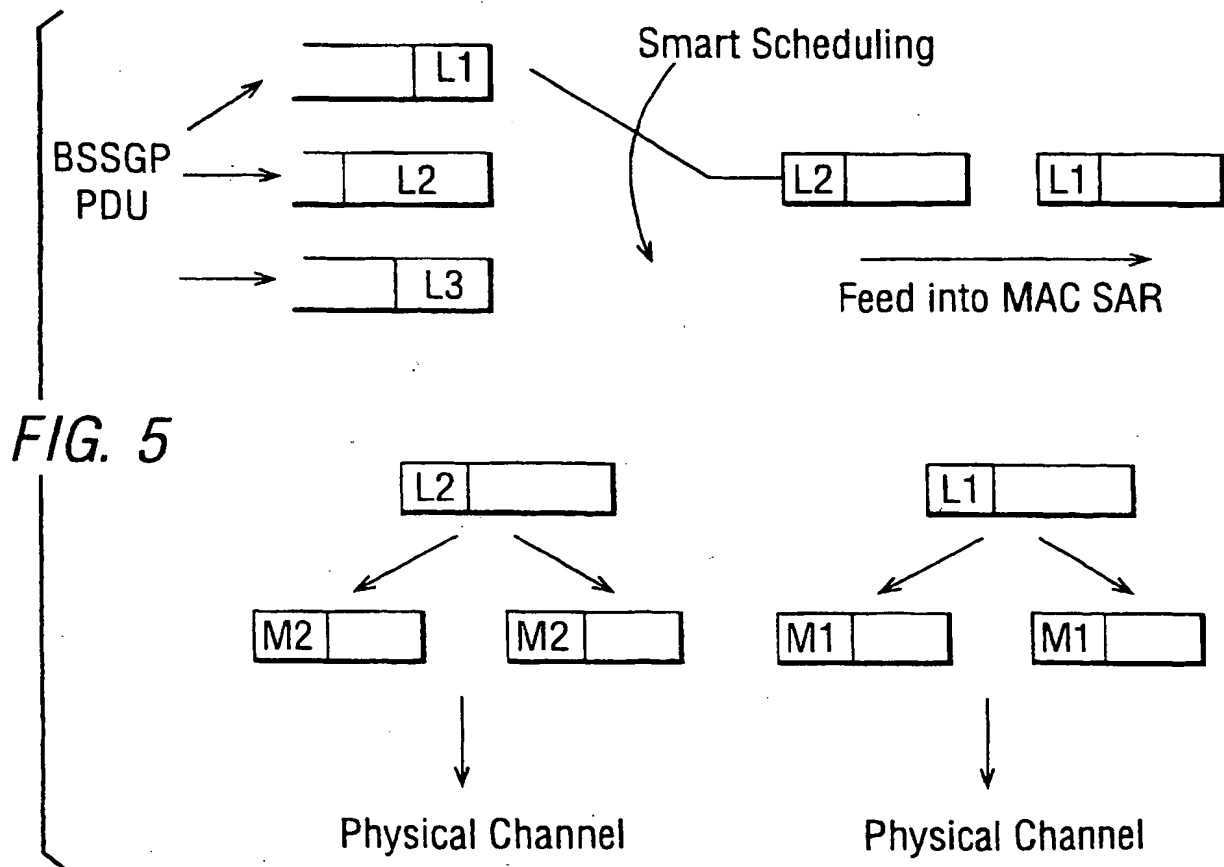 Smart Scheduling
L1
BSSGP
PDU
L2
L2
L1
L3
Feed into MAC SAR
FIG. 5
L2
L1
M2
M2
M1
M1
Physical Channel
Physical Channel